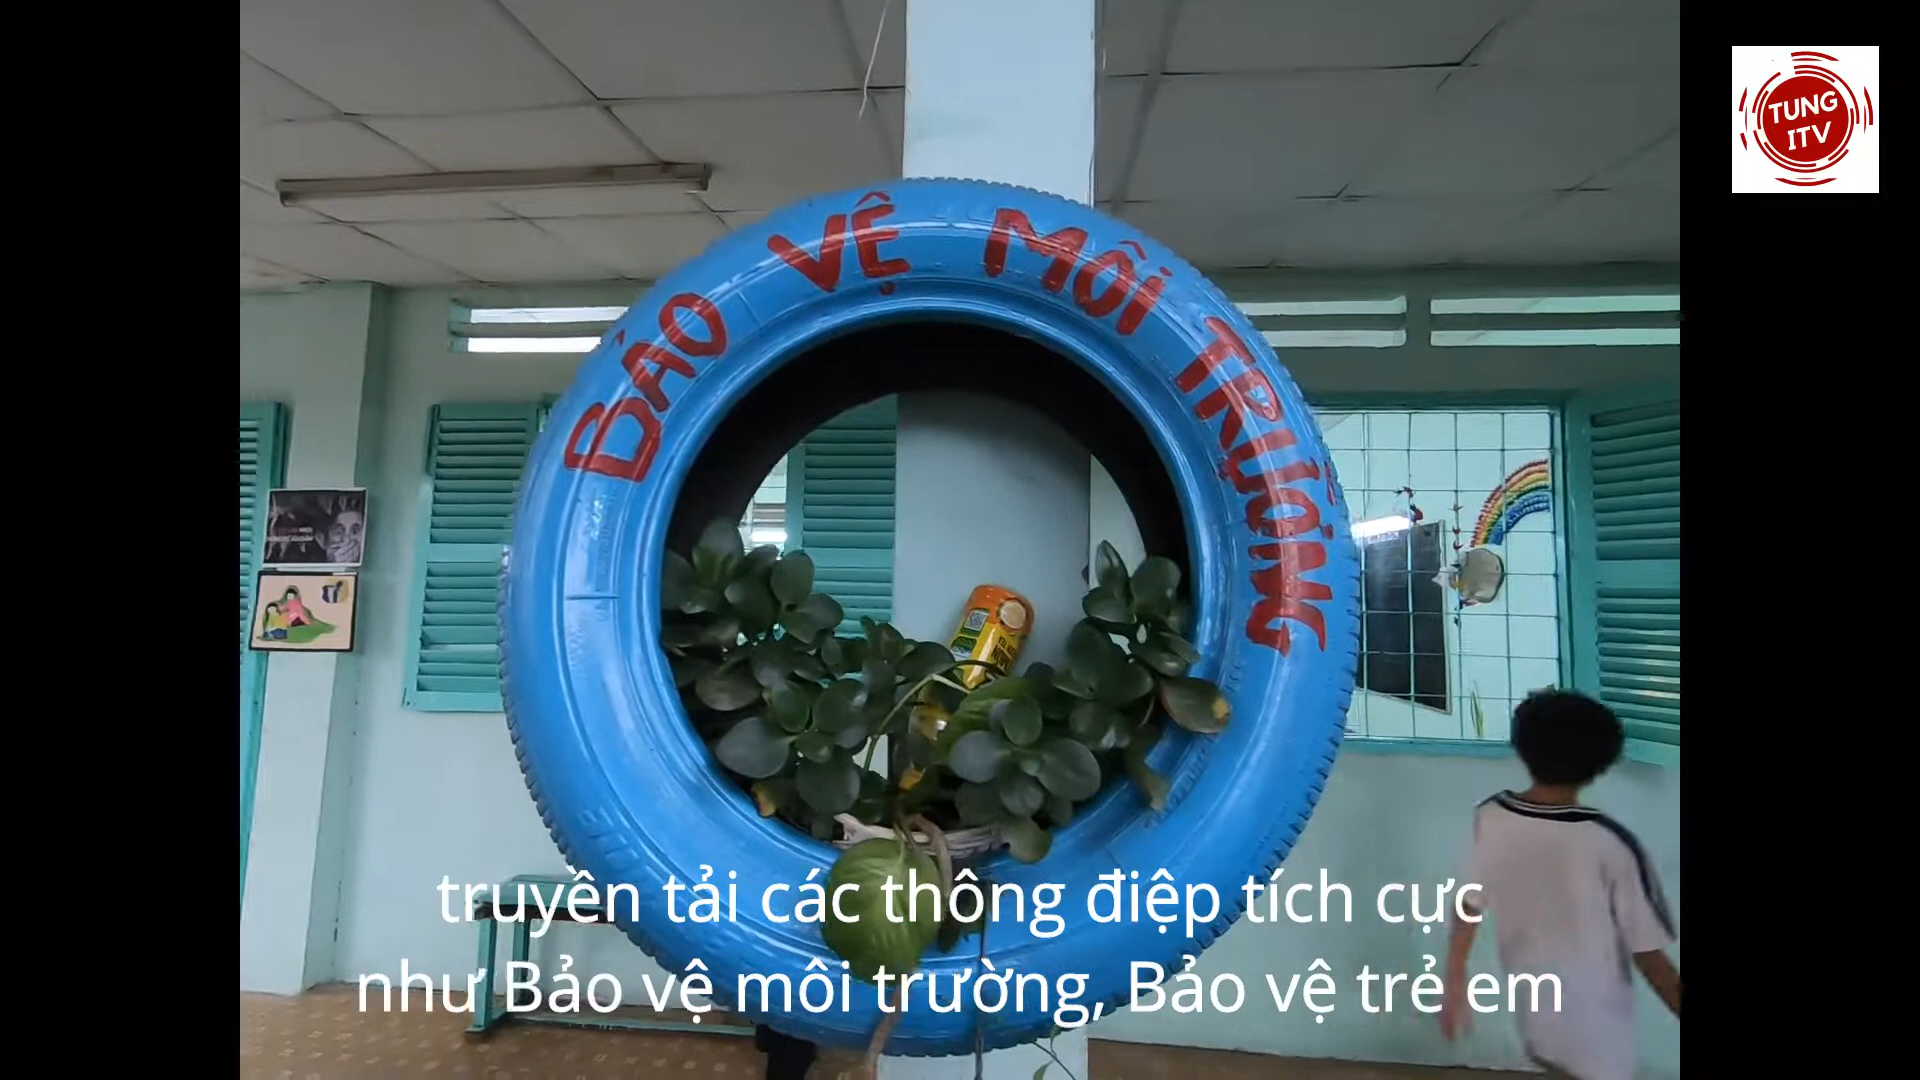 TUNG
ITV
BẢO VỆ MÔI TRƯỜNG
truyền tải các thông điệp tích cực
như Bảo vệ môi trường, Bảo vệ trẻ em